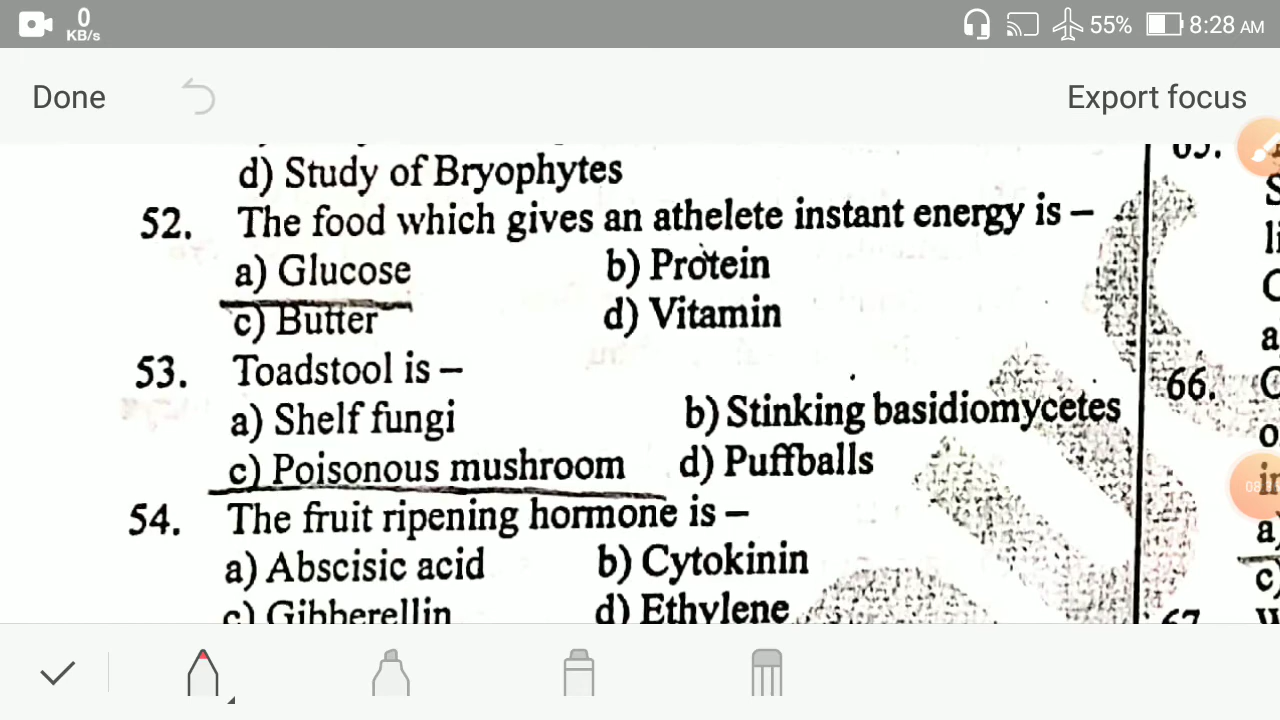 0
KB/s
55%
8:28 AM
Done
Export focus
d) Study of Bryophytes
52. The food which gives an athelete instant energy is –
a) Glucose b) Protein
c) Butter d) Vitamin
53. Toadstool is –
a) Shelf fungi b) Stinking basidiomycetes
c) Poisonous mushroom d) Puffballs
54. The fruit ripening hormone is –
a) Abscisic acid b) Cytokinin
c) Gibberellin d) Ethylene
66.
a)
c)
67